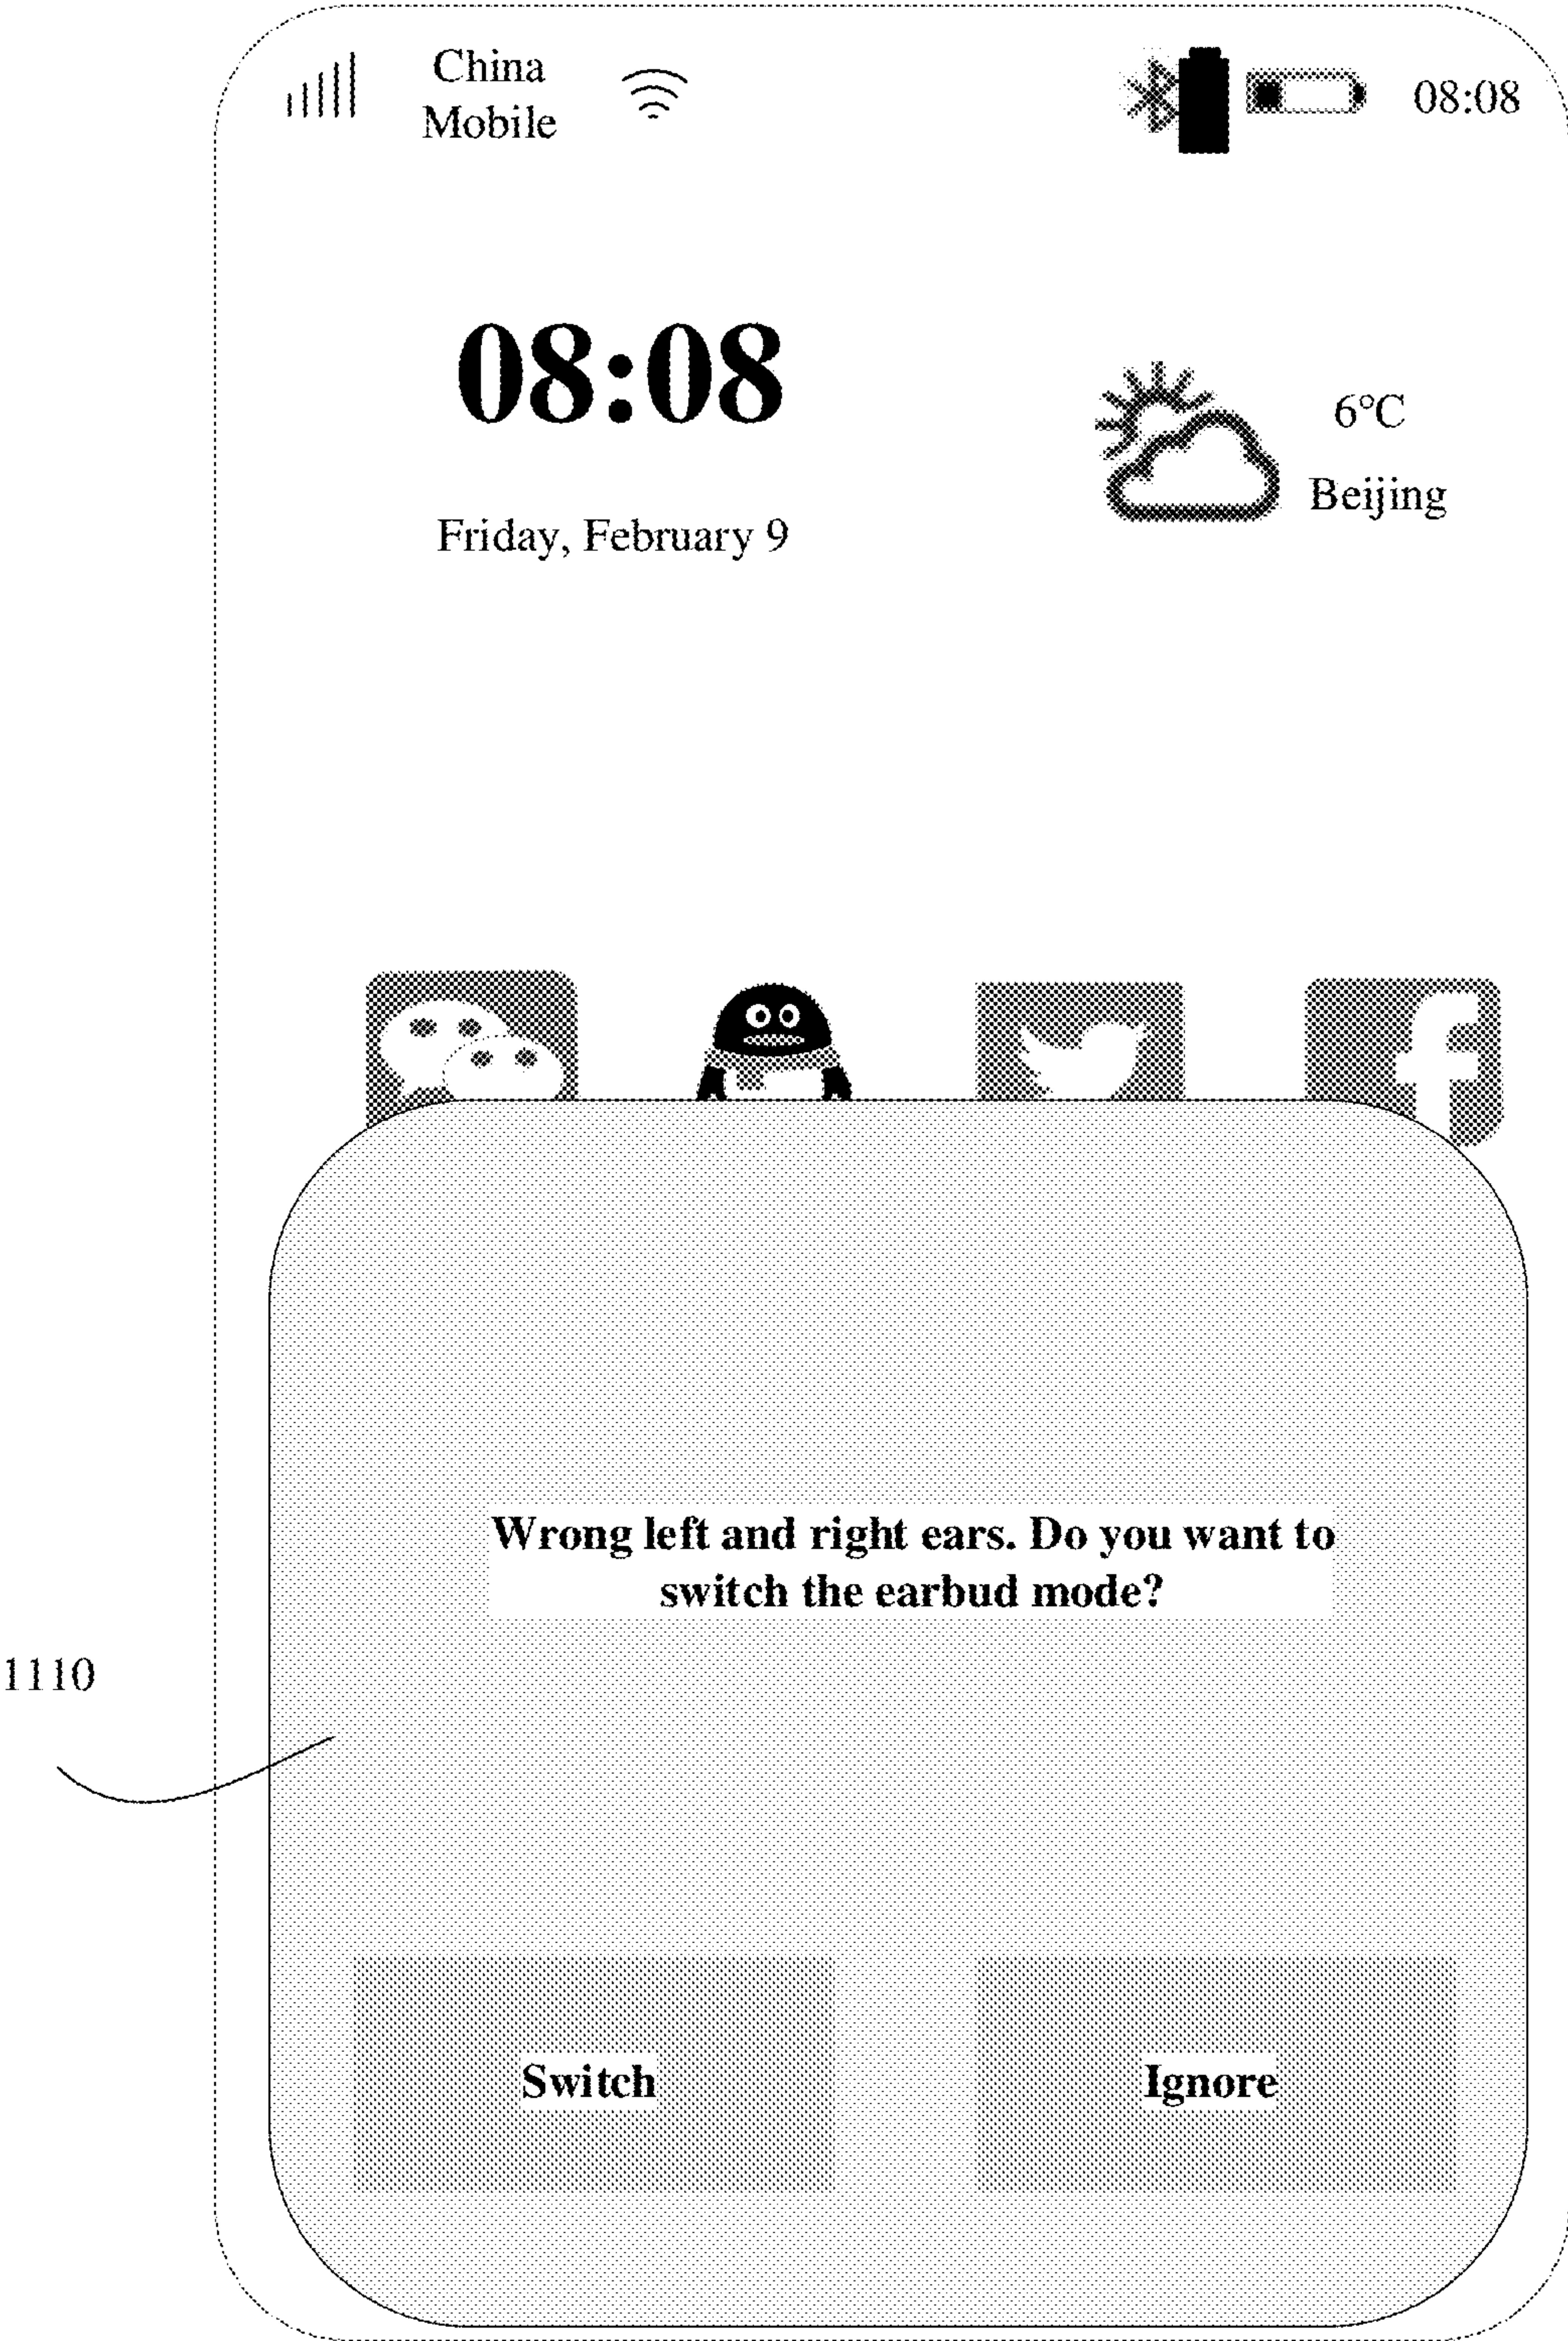 China
Mobile
08:08
08:08
6°C
Beijing
Friday, February 9
Wrong left and right ears. Do you want to
switch the earbud mode?
1110
Switch
Ignore